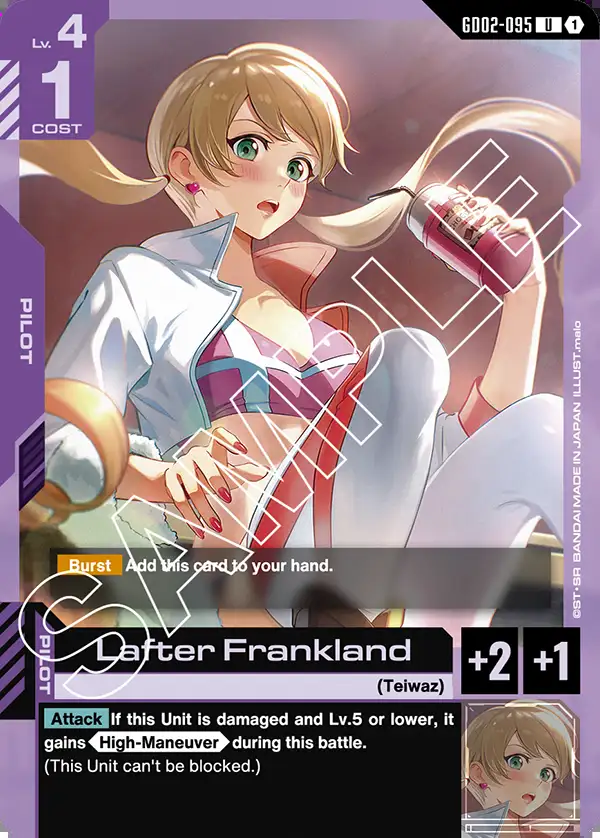 Lv. 4
1
COST
GD02-095 U 1
PILOT
©ST・SR BANDAI MADE IN JAPAN ILLUST.malo
SAMPLE
Burst Add this card to your hand.
PILOT
Lafter Frankland
+2 +1
(Teiwaz)
Attack If this Unit is damaged and Lv.5 or lower, it
gains High-Maneuver during this battle.
(This Unit can't be blocked.)